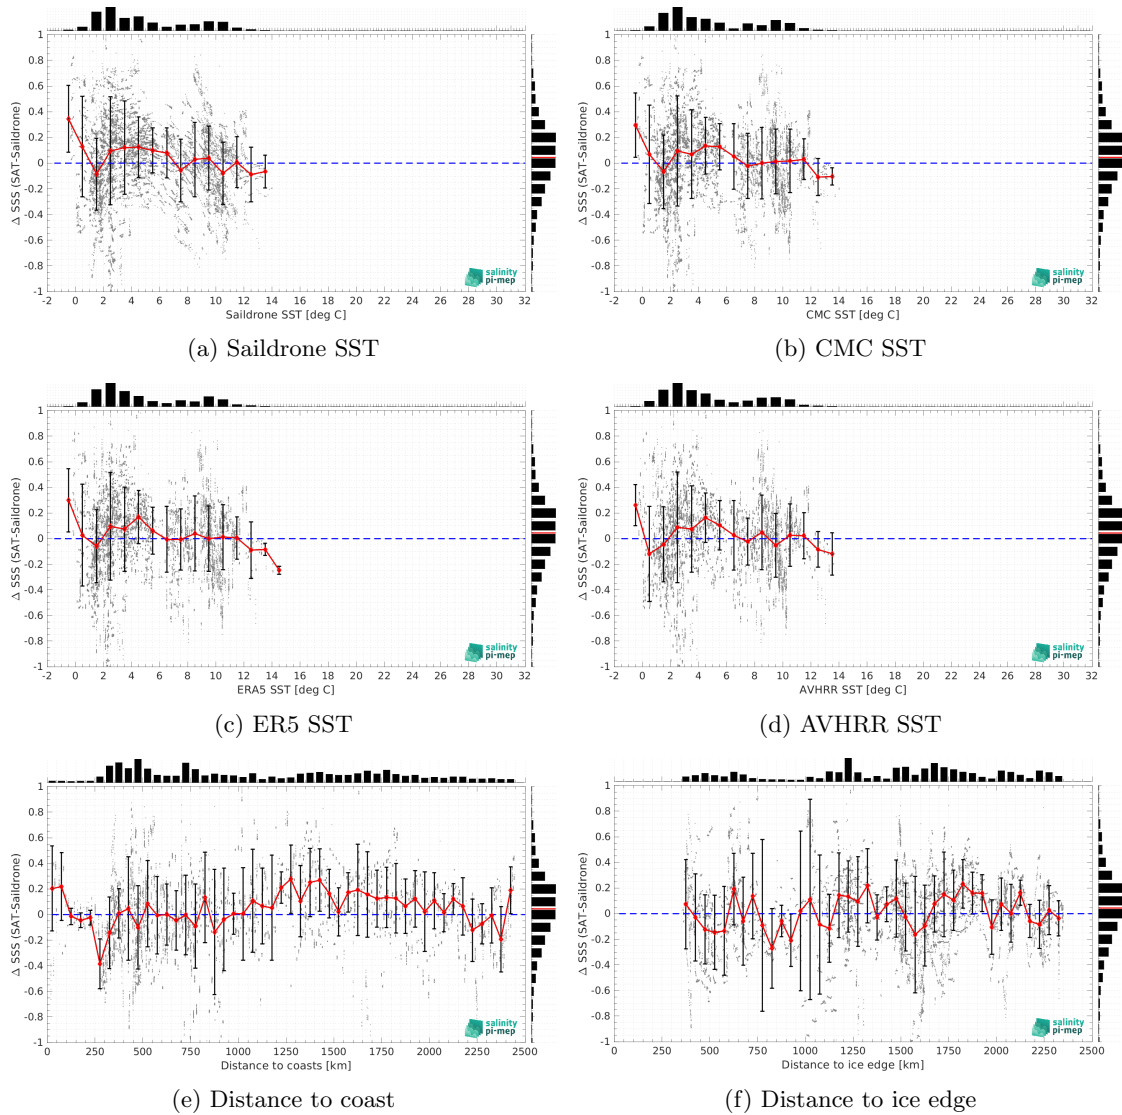 1
0.8
0.6
0.4
0.2
0
-0.2
-0.4
-0.6
-0.8
-1
Δ SSS (SAT-Saildrone)
salinity
pi-mep
-2 0 2 4 6 8 10 12 14 16 18 20 22 24 26 28 30 32
Saildrone SST [deg C]
(a) Saildrone SST
1
0.8
0.6
0.4
0.2
0
-0.2
-0.4
-0.6
-0.8
-1
Δ SSS (SAT-Saildrone)
salinity
pi-mep
-2 0 2 4 6 8 10 12 14 16 18 20 22 24 26 28 30 32
CMC SST [deg C]
(b) CMC SST
1
0.8
0.6
0.4
0.2
0
-0.2
-0.4
-0.6
-0.8
-1
Δ SSS (SAT-Saildrone)
salinity
pi-mep
-2 0 2 4 6 8 10 12 14 16 18 20 22 24 26 28 30 32
ERA5 SST [deg C]
(c) ER5 SST
1
0.8
0.6
0.4
0.2
0
-0.2
-0.4
-0.6
-0.8
-1
Δ SSS (SAT-Saildrone)
salinity
pi-mep
-2 0 2 4 6 8 10 12 14 16 18 20 22 24 26 28 30 32
AVHRR SST [deg C]
(d) AVHRR SST
1
0.8
0.6
0.4
0.2
0
-0.2
-0.4
-0.6
-0.8
-1
Δ SSS (SAT-Saildrone)
salinity
pi-mep
0 250 500 750 1000 1250 1500 1750 2000 2250 2500
Distance to coasts [km]
(e) Distance to coast
1
0.8
0.6
0.4
0.2
0
-0.2
-0.4
-0.6
-0.8
-1
Δ SSS (SAT-Saildrone)
salinity
pi-mep
0 250 500 750 1000 1250 1500 1750 2000 2250 2500
Distance to ice edge [km]
(f) Distance to ice edge